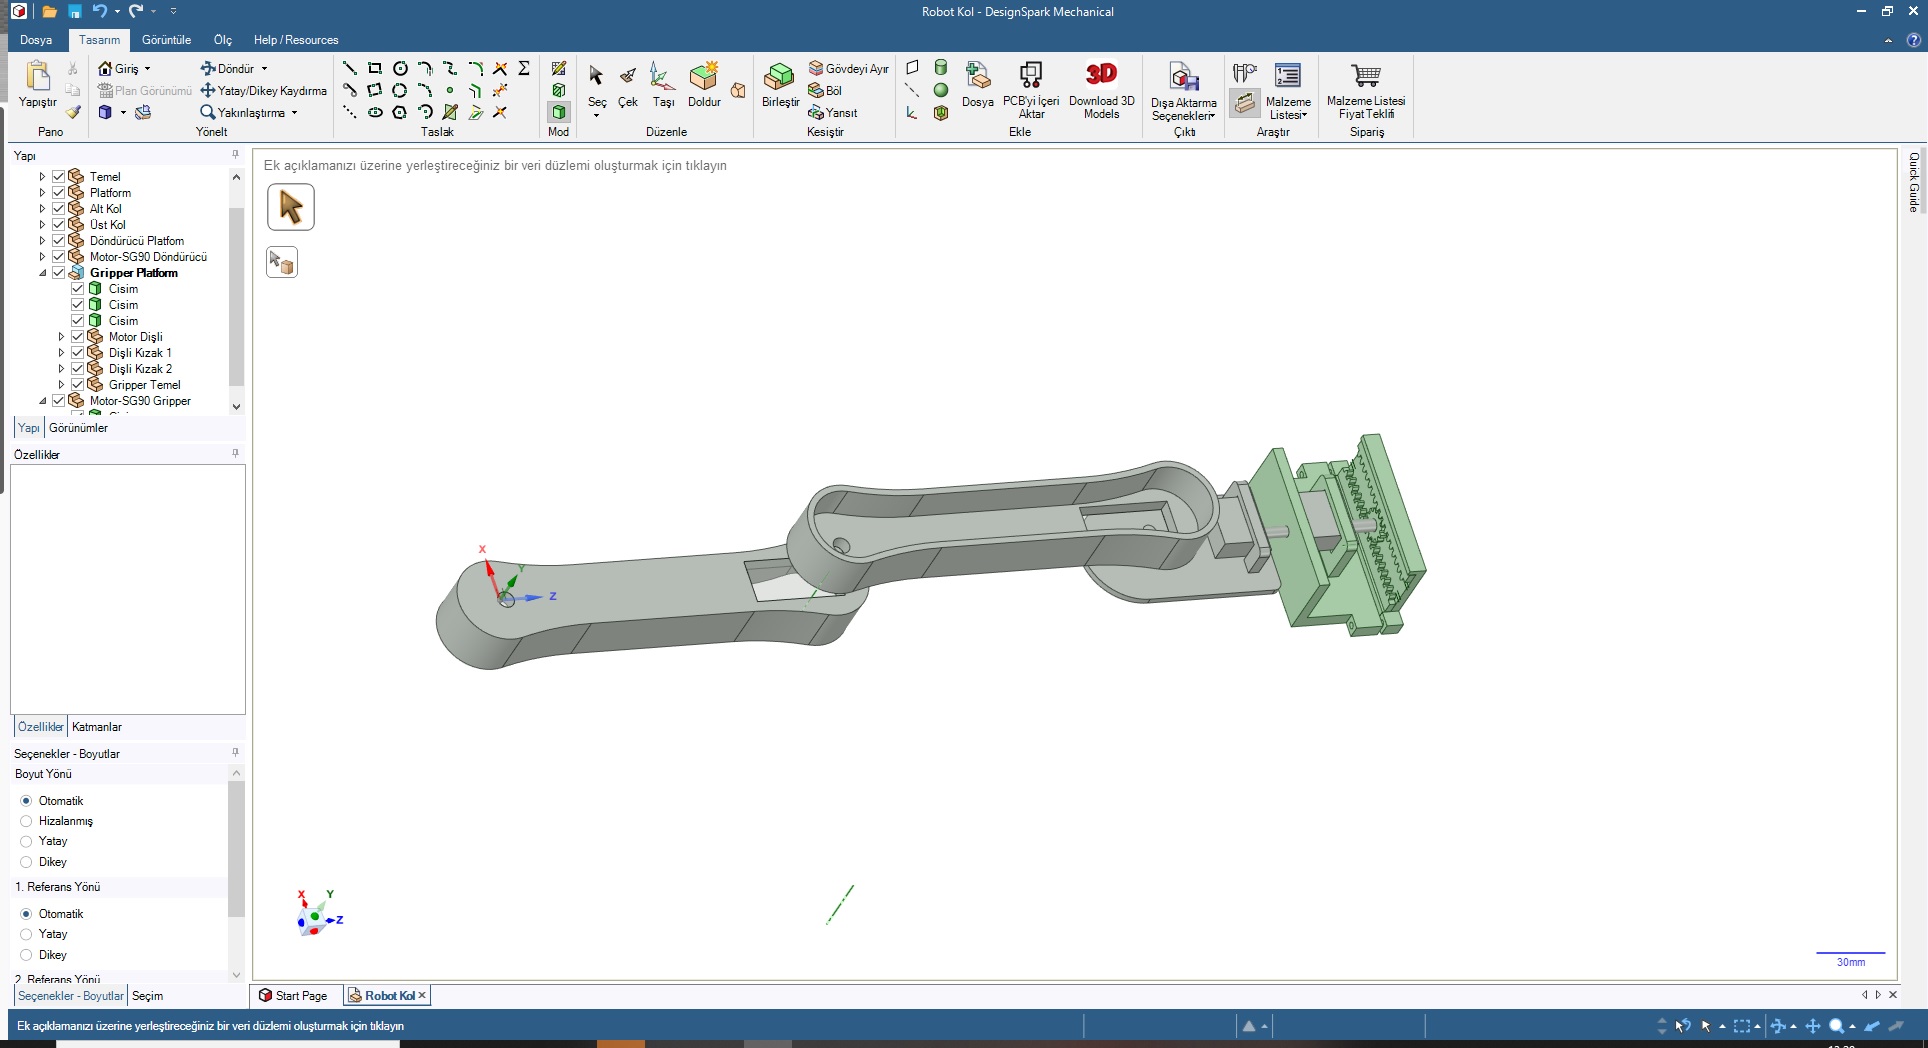 Robot Kol - DesignSpark Mechanical
Dosya Tasarım Görüntüle Ölç Help / Resources
Yapıştır
Pano
Giriş
Plan Görünümü
Döndür
Yatay/Dikey Kaydırma
Yakınlaştırma
Yönelt
Taslak
Mod
Seç Çek Taşı Doldur
Düzenle
Birleştir
Gövdeyi Ayır
Böl
Yansıt
Kesiştir
Dosya
PCB'yi İçeri
Aktar
3D
Download 3D
Models
Ekle
Dışa Aktarma
Seçenekleri
Çıktı
Malzeme
Listesi
Araştır
Malzeme Listesi
Fiyat Teklifi
Sipariş
Yapı
Temel
Platform
Alt Kol
Üst Kol
Döndürücü Platfom
Motor-SG90 Döndürücü
Gripper Platform
Cisim
Cisim
Cisim
Motor Dişli
Dişli Kızak 1
Dişli Kızak 2
Gripper Temel
Motor-SG90 Gripper
Yapı Görünümler
Özellikler
Özellikler Katmanlar
Seçenekler - Boyutlar
Boyut Yönü
Otomatik
Hizalanmış
Yatay
Dikey
1. Referans Yönü
Otomatik
Yatay
Dikey
2. Referans Yönü
Seçenekler - Boyutlar Seçim
Ek açıklamanızı üzerine yerleştireceğiniz bir veri düzlemi oluşturmak için tıklayın
X
Y
Z
X Y
Z
30mm
Quick Guide
Start Page Robot Kol
Ek açıklamanızı üzerine yerleştireceğiniz bir veri düzlemi oluşturmak için tıklayın